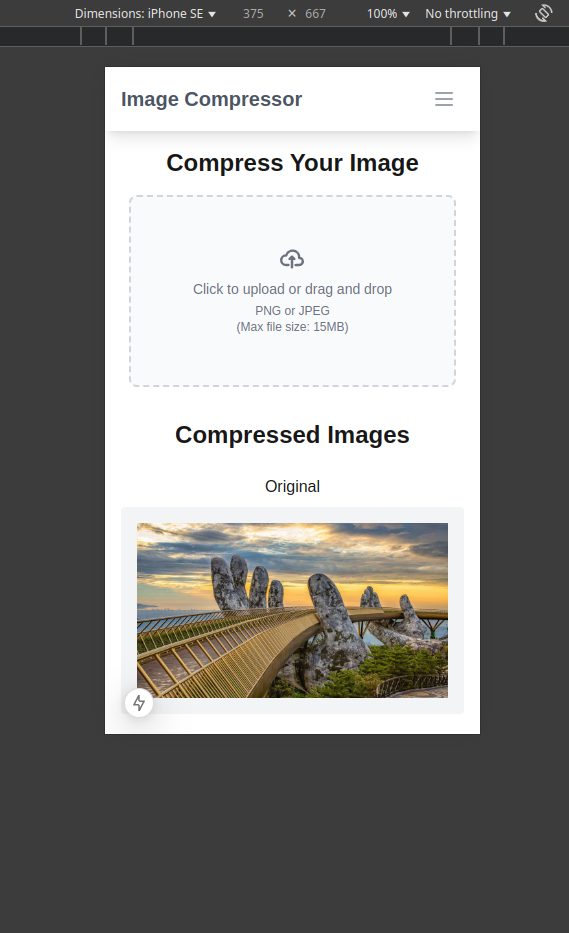 Dimensions: iPhone SE 375 × 667 100% No throttling
Image Compressor
Compress Your Image
Click to upload or drag and drop
PNG or JPEG
(Max file size: 15MB)
Compressed Images
Original